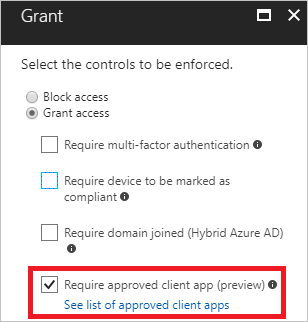 Grant
Select the controls to be enforced.
Block access
Grant access
Require multi-factor authentication
Require device to be marked as
compliant
Require domain joined (Hybrid Azure AD)
Require approved client app (preview)
See list of approved client apps